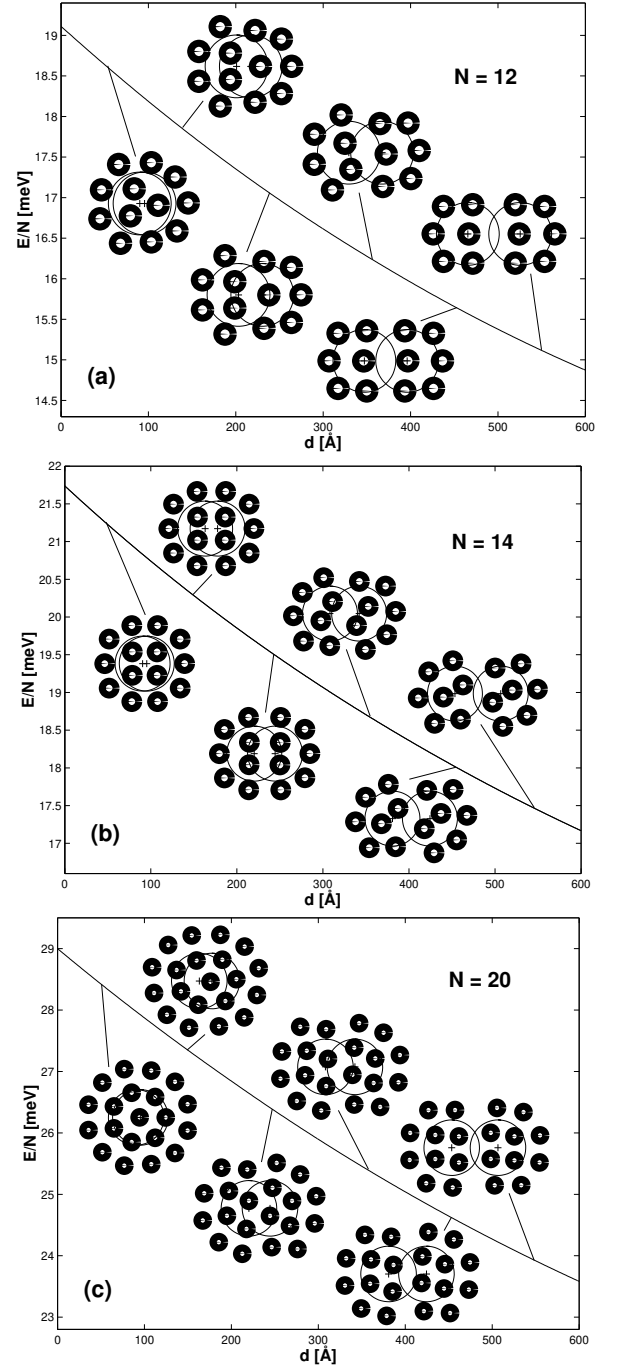 19
18.5
18
17.5
17
16.5
16
15.5
15
14.5
E/N [meV]
N = 12
(a)
0 100 200 300 400 500 600
d [Å]
22
21.5
21
20.5
20
19.5
19
18.5
18
17.5
17
E/N [meV]
N = 14
(b)
0 100 200 300 400 500 600
d [Å]
29
28
27
26
25
24
23
E/N [meV]
N = 20
(c)
0 100 200 300 400 500 600
d [Å]